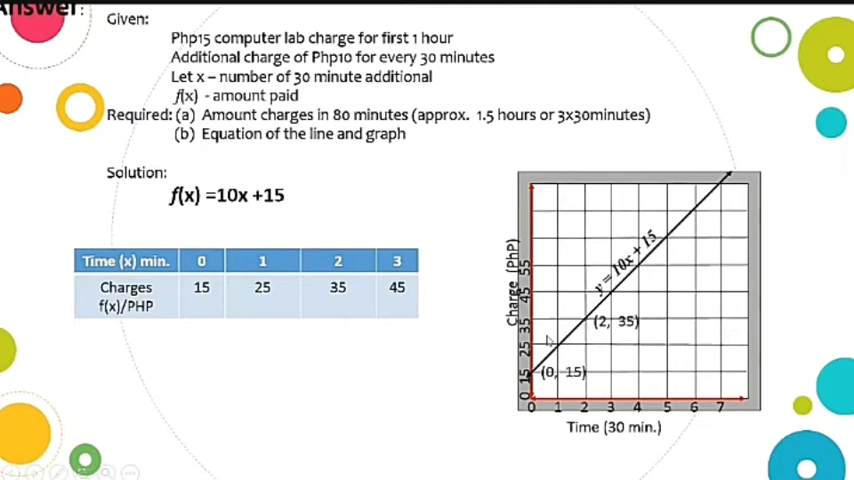 Answer:
Given:
Php15 computer lab charge for first 1 hour
Additional charge of Php10 for every 30 minutes
Let x – number of 30 minute additional
f(x) - amount paid
Required: (a) Amount charges in 80 minutes (approx. 1.5 hours or 3x30minutes)
(b) Equation of the line and graph
Solution:
f(x) =10x +15
Time (x) min. 0 1 2 3
Charges 15 25 35 45
f(x)/PHP
Charge (PhP)
0 15 25 35 45 55
y = 10x + 15
(2, 35)
(0, 15)
0 1 2 3 4 5 6 7
Time (30 min.)